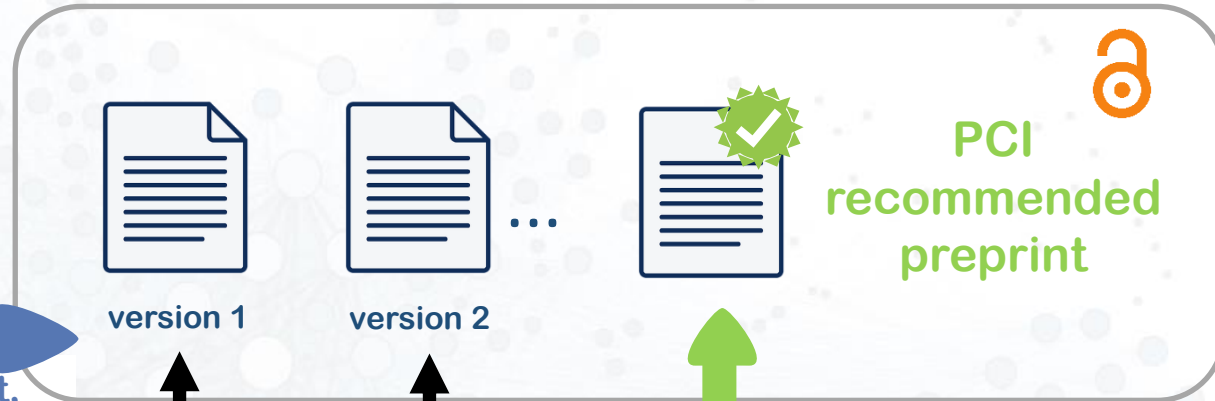 PCI
recommended
preprint
...
version 1
version 2
t.